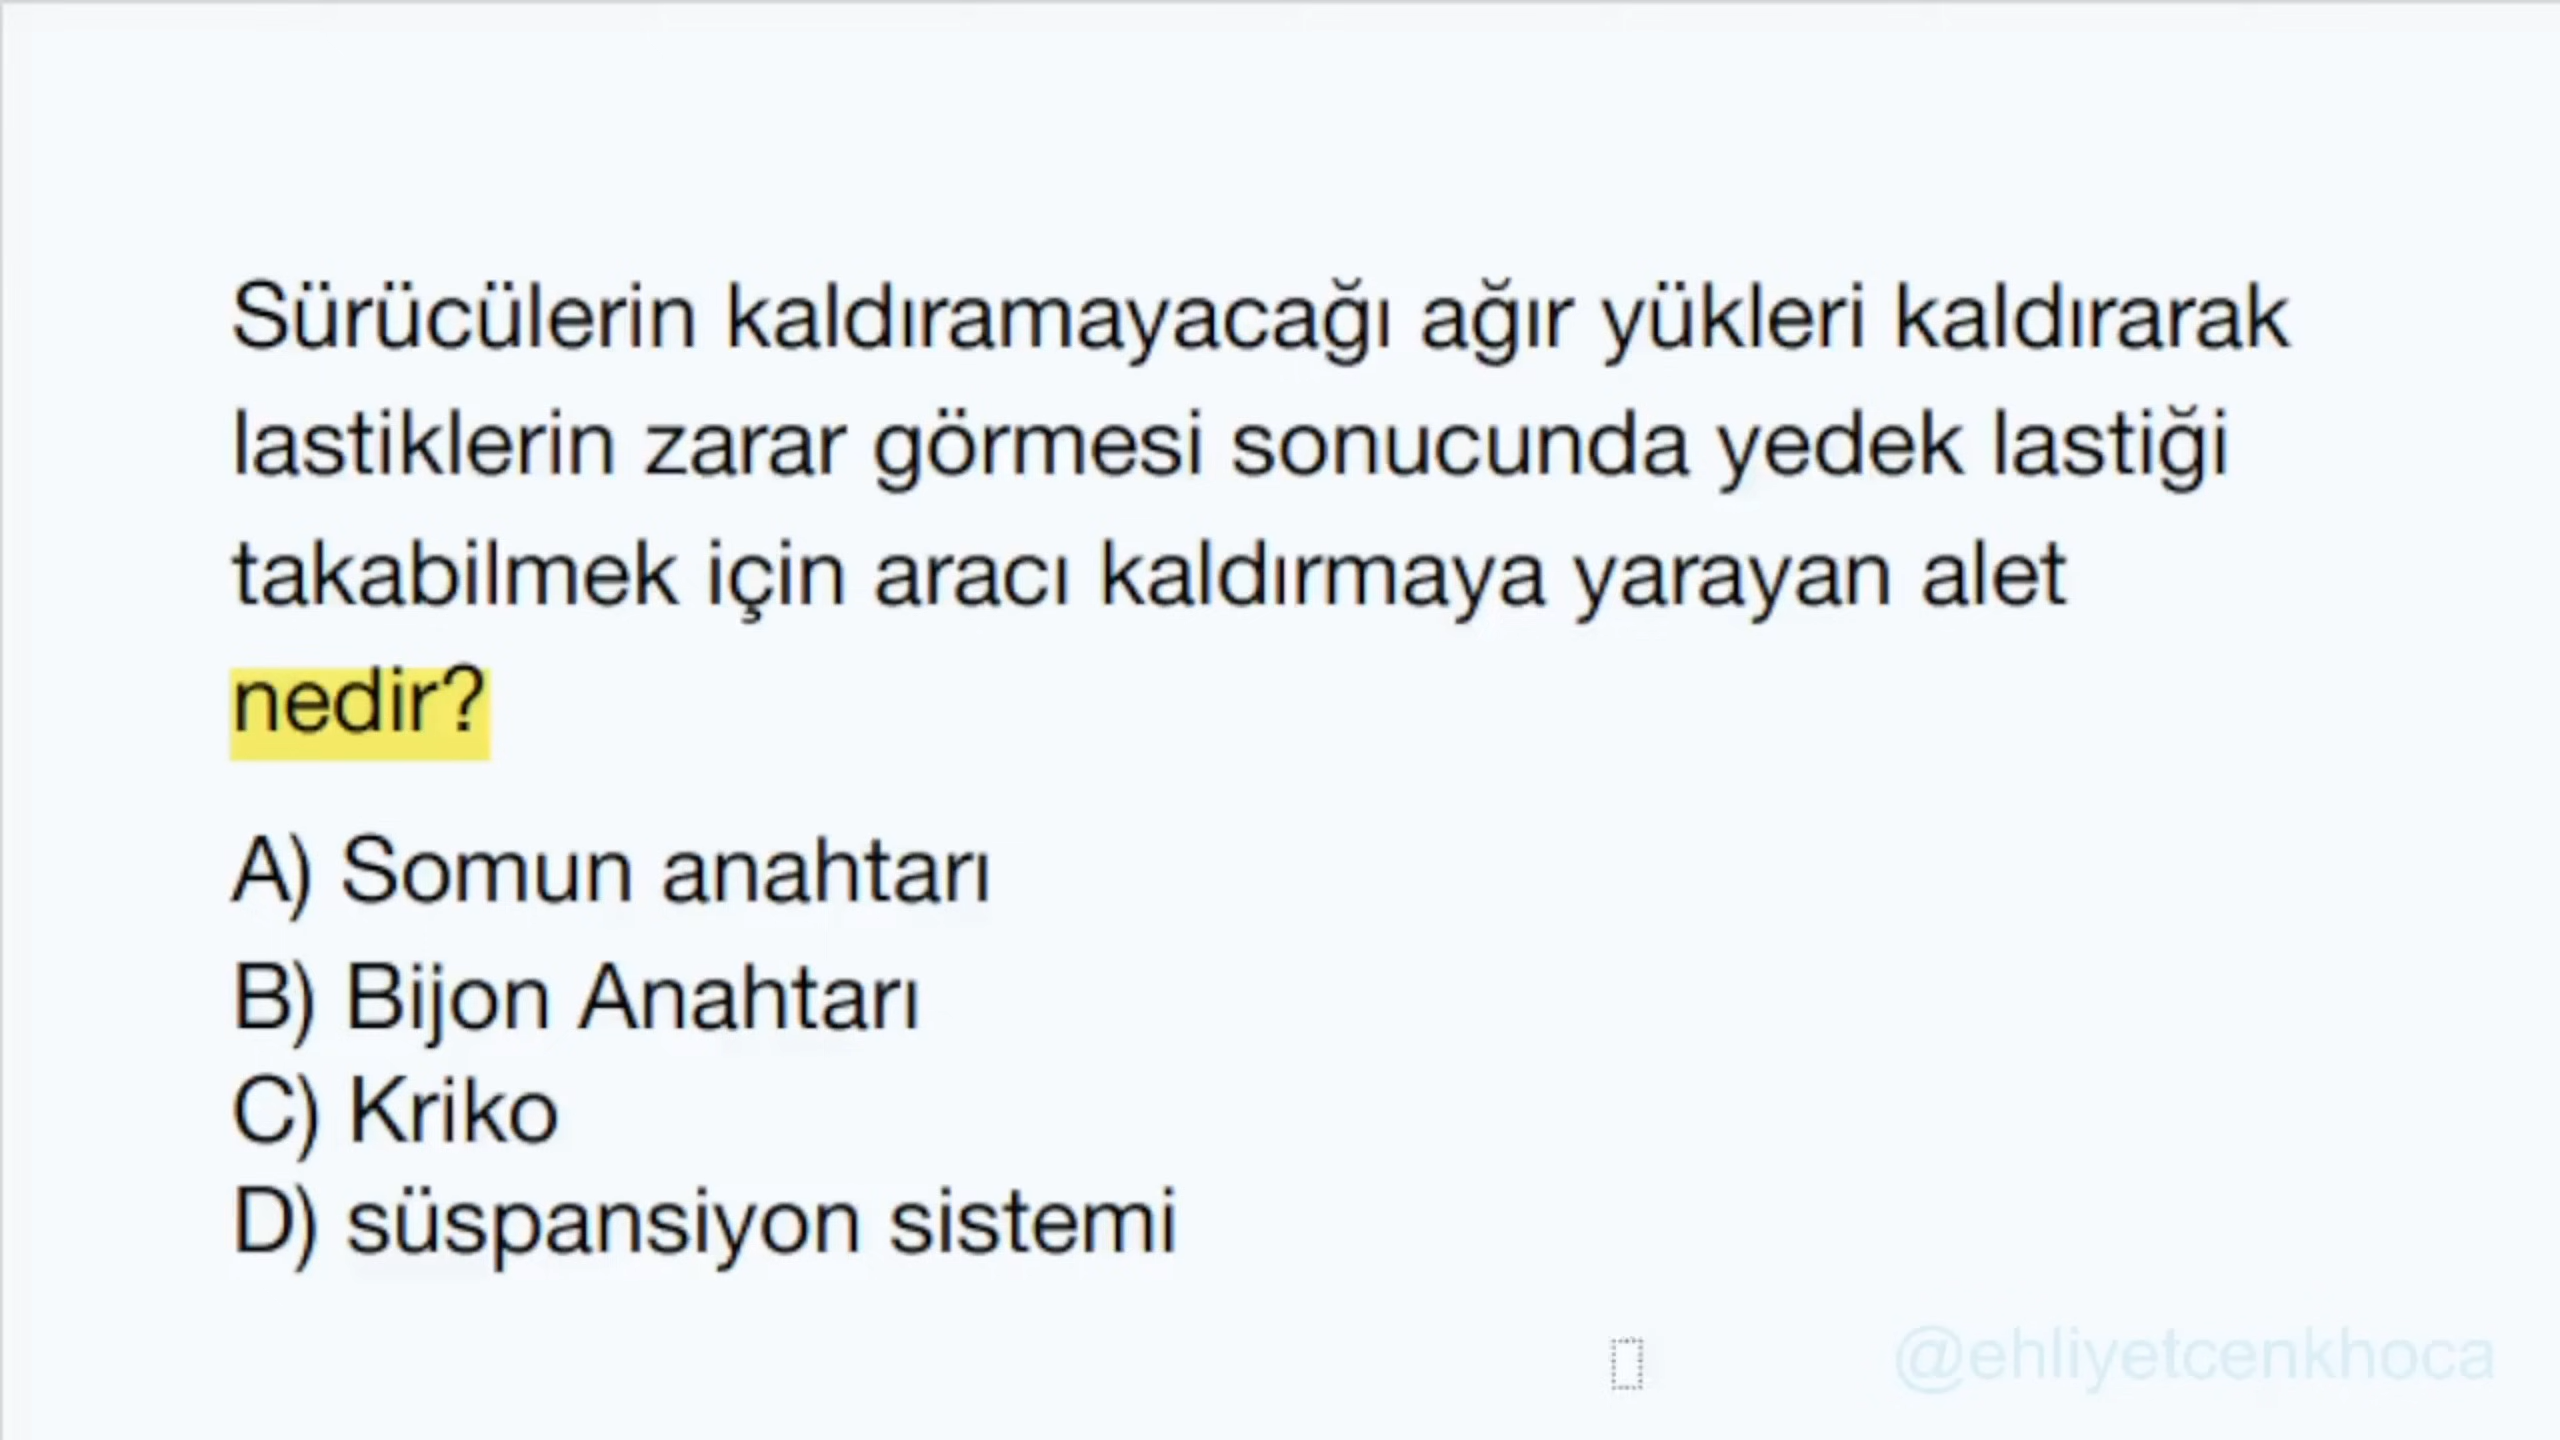 Sürücülerin kaldıramayacağı ağır yükleri kaldırarak
lastiklerin zarar görmesi sonucunda yedek lastiği
takabilmek için aracı kaldırmaya yarayan alet
nedir?
A) Somun anahtarı
B) Bijon Anahtarı
C) Kriko
D) süspansiyon sistemi
@ehliyetcenkhoca